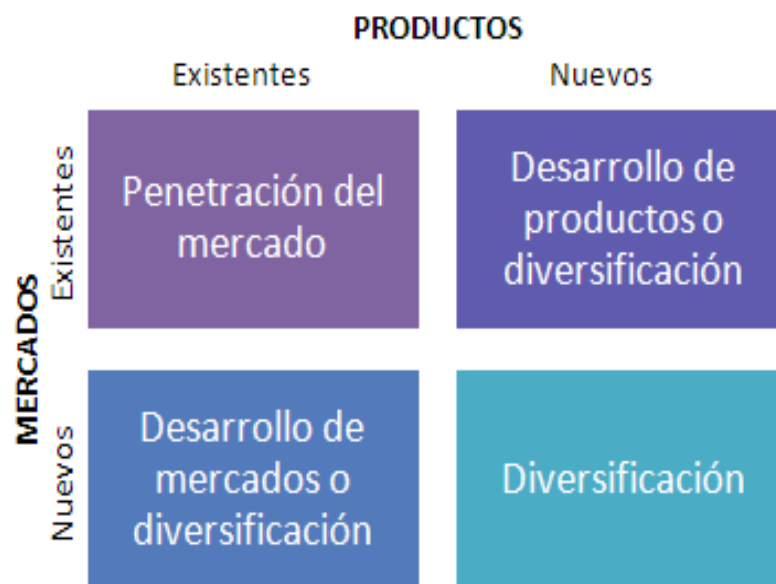 PRODUCTOS
Existentes
Nuevos
MERCADOS
Existentes
Penetración del
mercado
Desarrollo de
productos o
diversificación
Nuevos
Desarrollo de
mercados o
diversificación
Diversificación